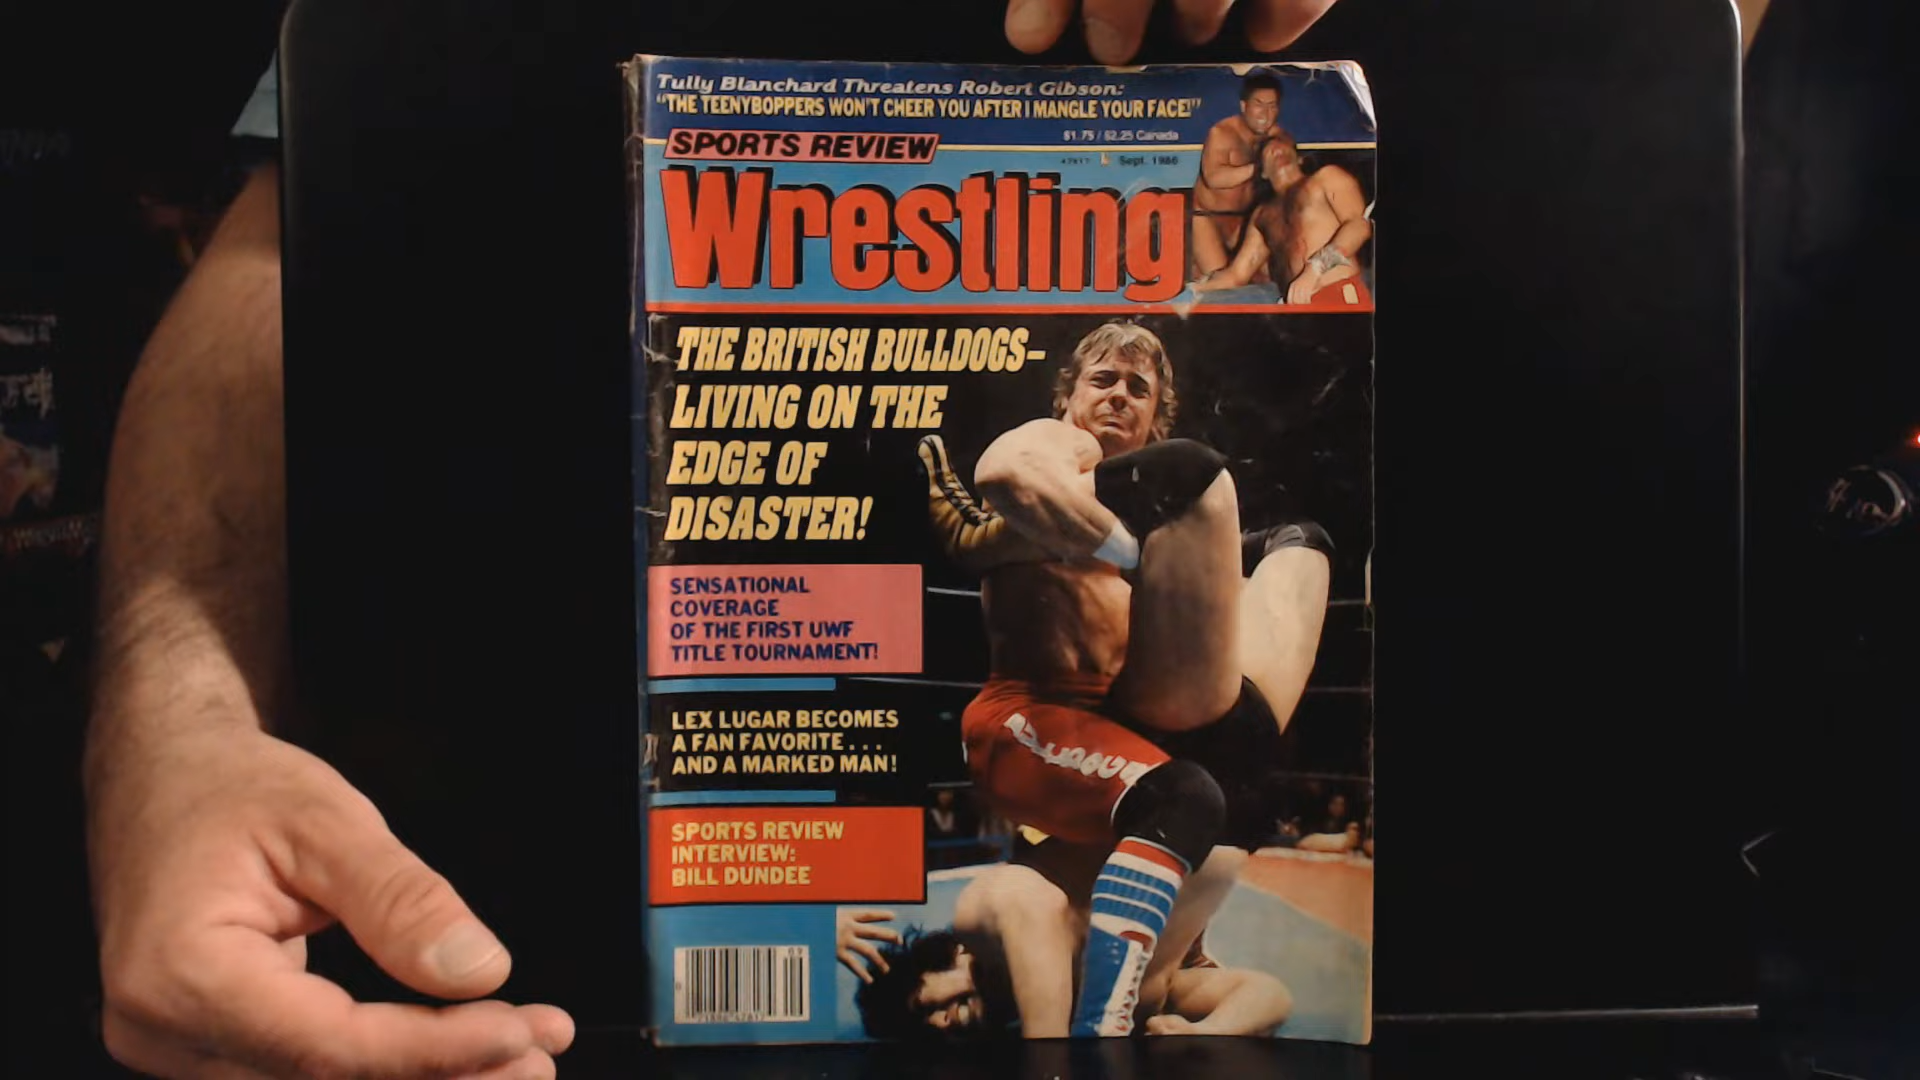 Tully Blanchard Threatens Robert Gibson:
"THE TEENYBOPPERS WON'T CHEER YOU AFTER I MANGLE YOUR FACE!"
$1.75 / $2.25 Canada
SPORTS REVIEW
Sept. 1986
Wrestling
THE BRITISH BULLDOGS–
LIVING ON THE
EDGE OF
DISASTER!
SENSATIONAL
COVERAGE
OF THE FIRST UWF
TITLE TOURNAMENT!
LEX LUGAR BECOMES
A FAN FAVORITE...
AND A MARKED MAN!
SPORTS REVIEW
INTERVIEW:
BILL DUNDEE